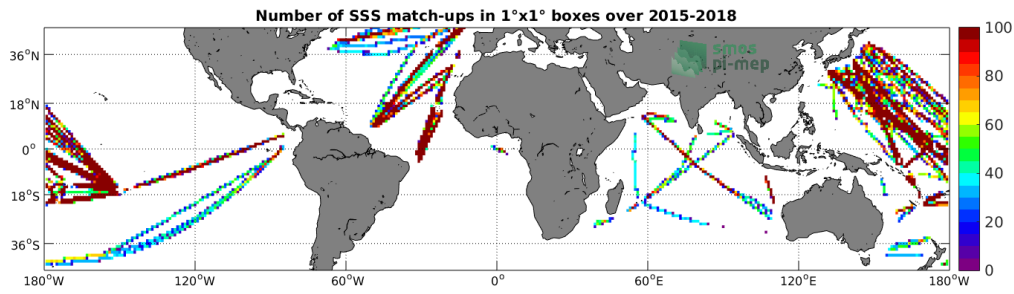 Number of SSS match-ups in 1°x1° boxes over 2015-2018
smos
pi-mep
36°N
18°N
0°
18°S
36°S
180°W 120°W 60°W 0° 60°E 120°E 180°W
100
80
60
40
20
0